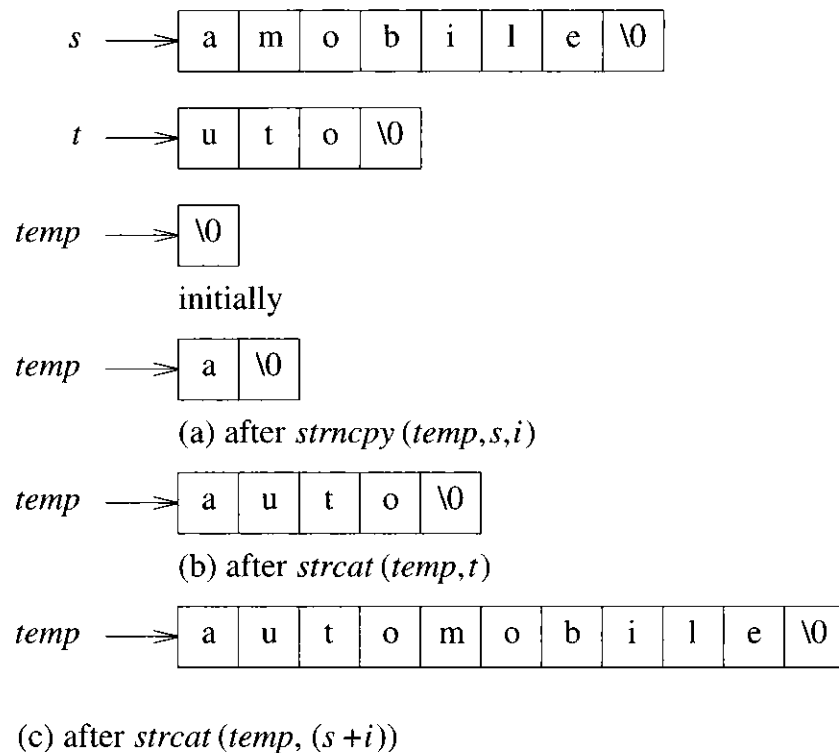 s a m o b i l e \0
t u t o \0
temp \0
initially
temp a \0
(a) after strncpy (temp,s,i)
temp a u t o \0
(b) after strcat (temp,t)
temp a u t o m o b i l e \0
(c) after strcat (temp, (s +i))